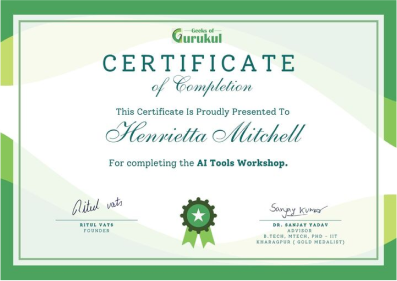 Geeks of
Gurukul
CERTIFICATE
of Completion
This Certificate Is Proudly Presented To
Henrietta Mitchell
For completing the AI Tools Workshop.
Ritul vats
RITUL VATS
FOUNDER
Sanjay Kumar
DR. SANJAY YADAV
ADVISOR
B.TECH, MTECH, PHD - IIT
KHARAGPUR ( GOLD MEDALIST)